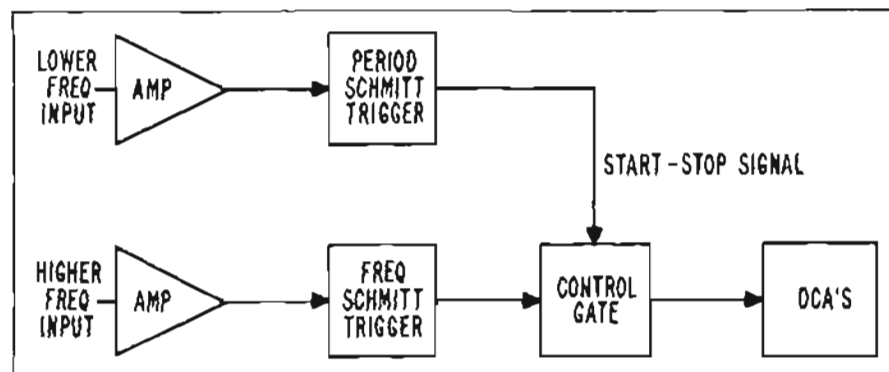 LOWER
FREQ
INPUT
AMP
PERIOD
SCHMITT
TRIGGER
START-STOP SIGNAL
HIGHER
FREQ
INPUT
AMP
FREQ
SCHMITT
TRIGGER
CONTROL
GATE
DCA'S